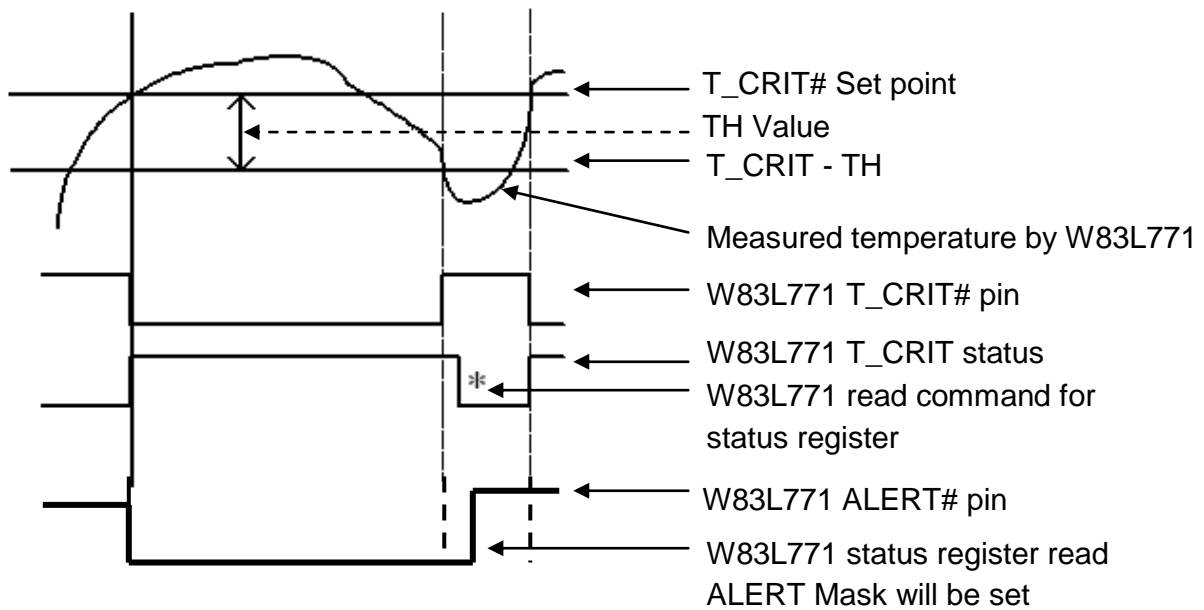 T_CRIT# Set point
TH Value
T_CRIT - TH
Measured temperature by W83L771
W83L771 T_CRIT# pin
W83L771 T_CRIT status
*
W83L771 read command for
status register
W83L771 ALERT# pin
W83L771 status register read
ALERT Mask will be set